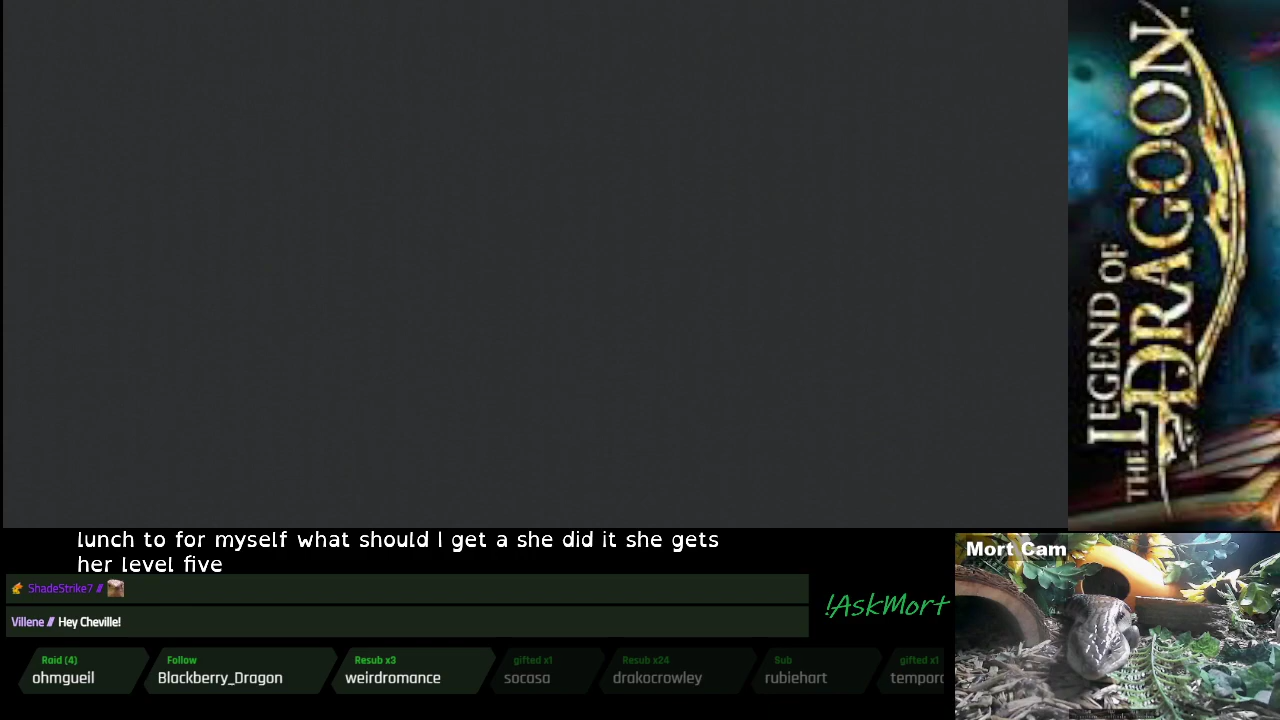 THE LEGEND OF DRAGOON
lunch to for myself what should I get a she did it she gets
her level five
ShadeStrike7 //
Villene // Hey Cheville!
!AskMort
Mort Cam
Raid (4)
ohmgueil
Follow
Blackberry_Dragon
Resub x3
weirdromance
gifted x1
socasa
Resub x24
drakocrowley
Sub
rubiehart
gifted x1
temporc